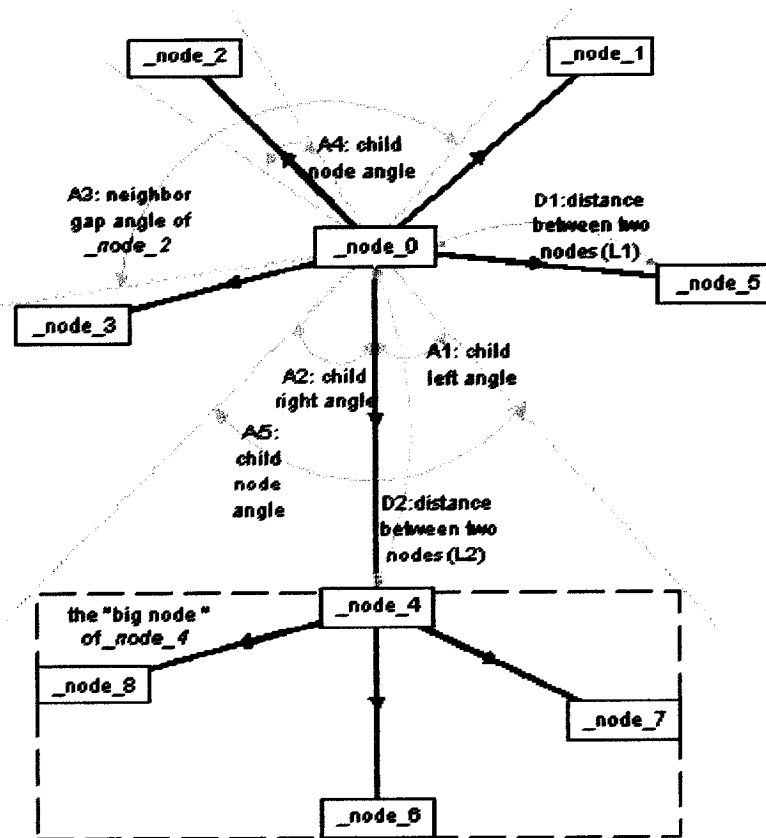 _node_2
_node_1
A4: child
node angle
A3: neighbor
gap angle of
_node_2
D1:distance
between two
nodes(L1)
_node_0
_node_5
_node_3
A1: child
left angle
A2: child
right angle
A5:
child
node
angle
D2:distance
between two
nodes(L2)
_node_4
the "big node"
of _node_4
_node_8
_node_7
_node_6